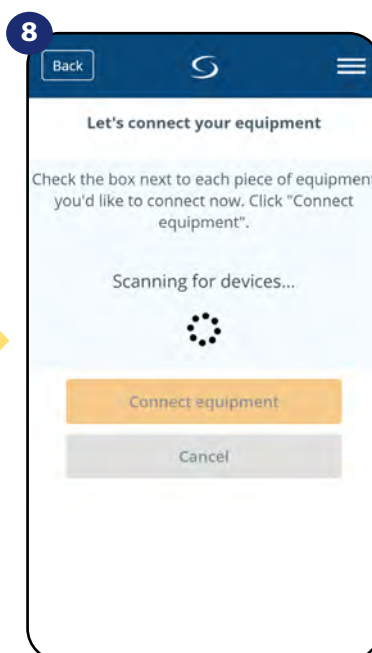 8
Back
Let's connect your equipment
Check the box next to each piece of equipment
you'd like to connect now. Click "Connect
equipment".
Scanning for devices...
Connect equipment
Cancel